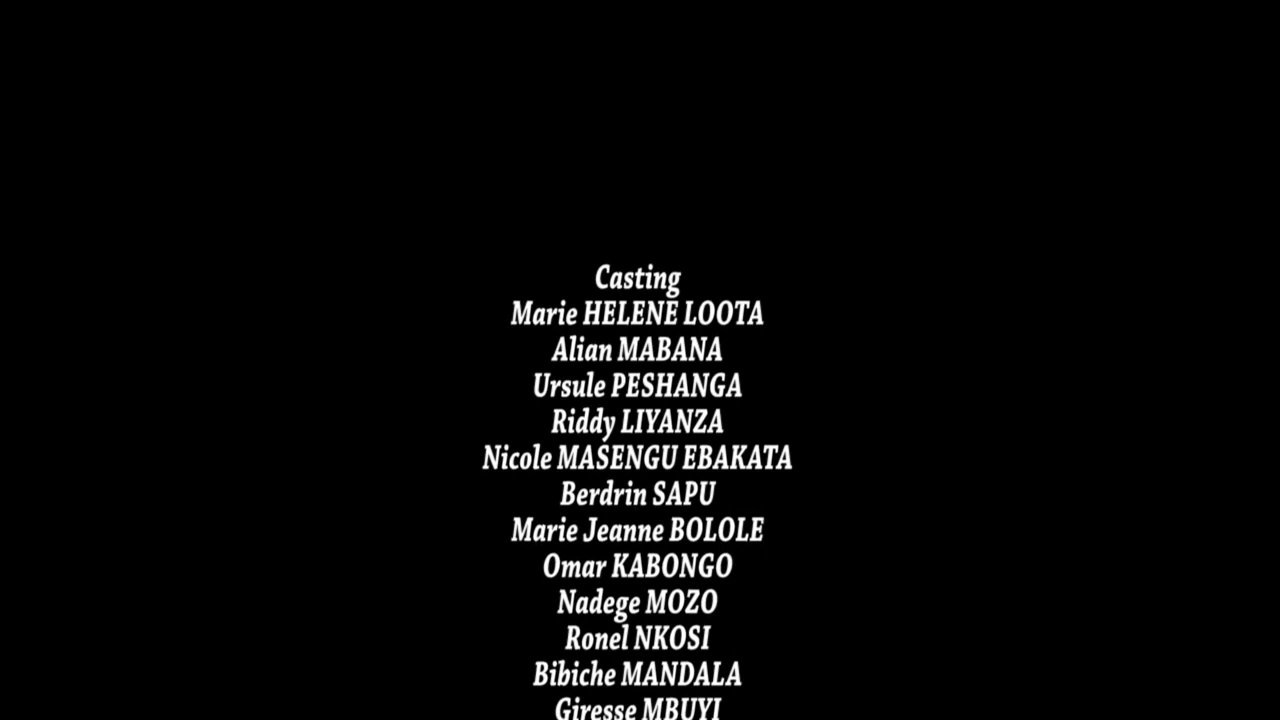 Casting
Marie HELENE LOOTA
Alian MABANA
Ursule PESHANGA
Riddy LIYANZA
Nicole MASENGU EBAKATA
Berdrin SAPU
Marie Jeanne BOLOLE
Omar KABONGO
Nadege MOZO
Ronel NKOSI
Bibiche MANDALA
Giresse MBUYI